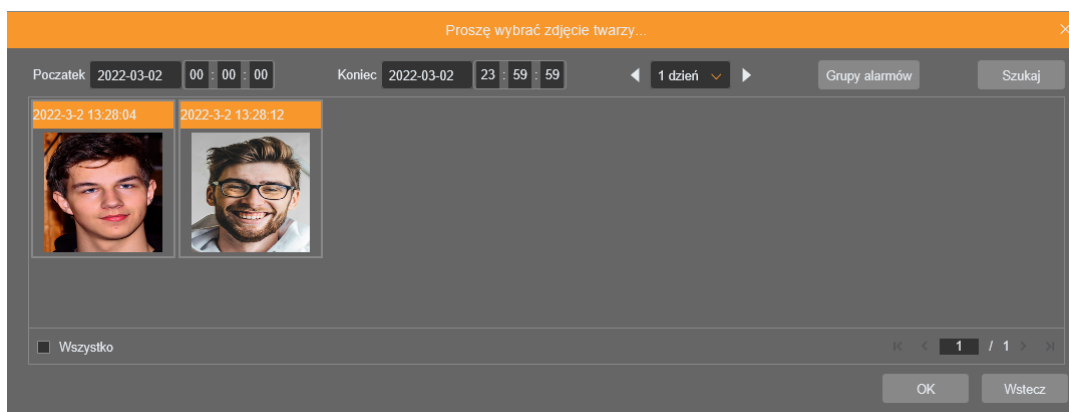 Proszę wybrać zdjęcie twarzy...
Poczatek 2022-03-02 00 : 00 : 00 Koniec 2022-03-02 23 : 59 : 59 1 dzień Grupy alarmów Szukaj
2022-3-2 13:28:04 2022-3-2 13:28:12
Wszystko 1 / 1
OK Wstecz